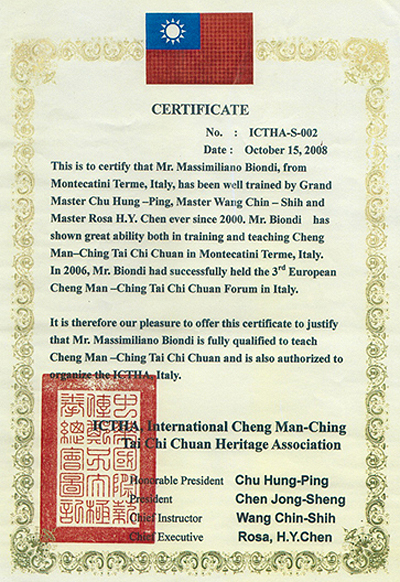 CERTIFICATE
No. : ICTHA-S-002
Date : October 15, 2008
This is to certify that Mr. Massimiliano Biondi, from
Montecatini Terme, Italy, has been well trained by Grand
Master Chu Hung –Ping, Master Wang Chin – Shih and
Master Rosa H.Y. Chen ever since 2000. Mr. Biondi has
shown great ability both in training and teaching Cheng
Man–Ching Tai Chi Chuan in Montecatini Terme, Italy.
In 2006, Mr. Biondi had successfully held the 3rd European
Cheng Man –Ching Tai Chi Chuan Forum in Italy.
It is therefore our pleasure to offer this certificate to justify
that Mr. Massimiliano Biondi is fully qualified to teach
Cheng Man –Ching Tai Chi Chuan and is also authorized to
organize the ICTHA, Italy.
ICTHA, International Cheng Man-Ching
Tai Chi Chuan Heritage Association
Honorable President Chu Hung-Ping
President Chen Jong-Sheng
Chief Instructor Wang Chin-Shih
Chief Executive Rosa, H.Y.Chen